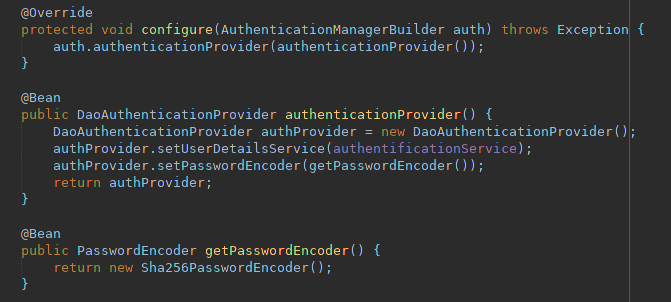 @Override
protected void configure(AuthenticationManagerBuilder auth) throws Exception {
    auth.authenticationProvider(authenticationProvider());
}
@Bean
public DaoAuthenticationProvider authenticationProvider() {
    DaoAuthenticationProvider authProvider = new DaoAuthenticationProvider();
    authProvider.setUserDetailsService(authentificationService);
    authProvider.setPasswordEncoder(getPasswordEncoder());
    return authProvider;
}
@Bean
public PasswordEncoder getPasswordEncoder() {
    return new Sha256PasswordEncoder();
}